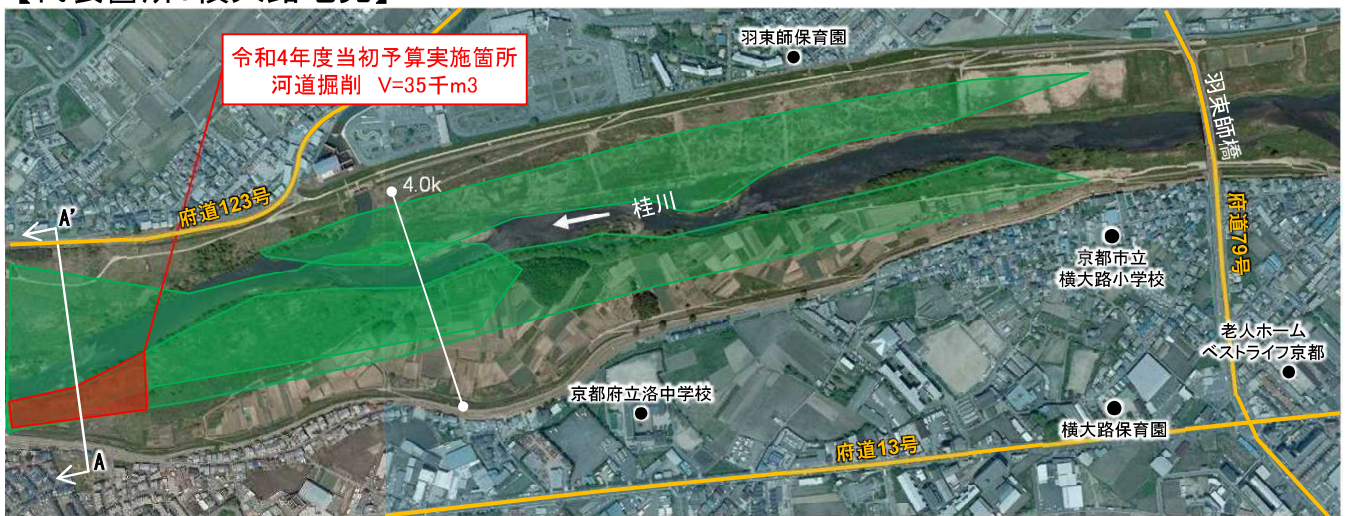 令和4年度当初予算実施箇所
河道掘削 V=35千m3
羽束師保育園
羽束師橋
4.0k
府道123号
桂川
A'
A
府道79号
京都市立
横大路小学校
老人ホーム
ベストライフ京都
京都府立洛中学校
横大路保育園
府道13号